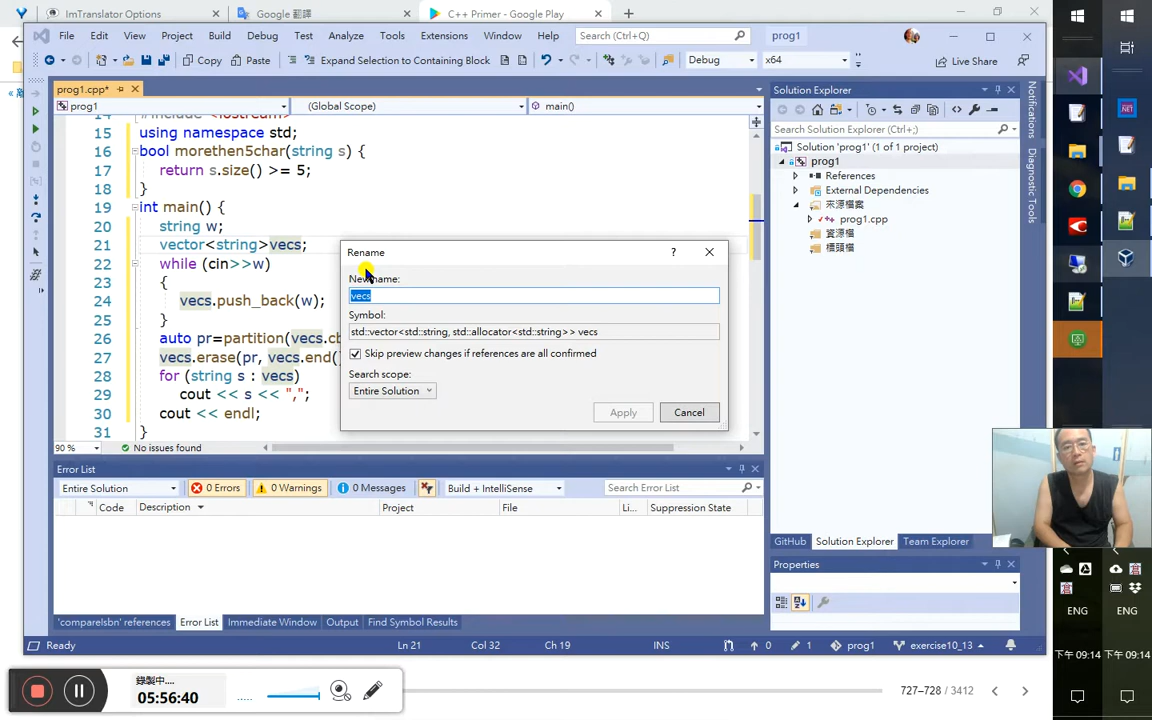 ImTranslator Options
Google 翻譯
C++ Primer - Google Play
File Edit View Project Build Debug Test Analyze Tools Extensions Window Help Search (Ctrl+Q) prog1
Copy Paste Expand Selection to Containing Block Debug x64 Live Share
prog1.cpp*
prog1 (Global Scope) main()
14 #include <iostream>
15 using namespace std;
16 bool morethen5char(string s) {
17 return s.size() >= 5;
18 }
19 int main() {
20 string w;
21 vector<string>vecs;
22 while (cin>>w)
23 {
24 vecs.push_back(w);
25 }
26 auto pr=partition(vecs.cb
27 vecs.erase(pr, vecs.end()
28 for (string s : vecs)
29 cout << s << ",";
30 cout << endl;
31 }
90 % No issues found
Rename
New name:
vecs
Symbol:
std::vector<std::string, std::allocator<std::string>> vecs
Skip preview changes if references are all confirmed
Search scope:
Entire Solution
Apply Cancel
Error List
Entire Solution 0 Errors 0 Warnings 0 Messages Build + IntelliSense Search Error List
Code Description Project File Li... Suppression State
'compareIsbn' references Error List Immediate Window Output Find Symbol Results
Solution Explorer
Search Solution Explorer (Ctrl+;)
Solution 'prog1' (1 of 1 project)
prog1
References
External Dependencies
來源檔案
prog1.cpp
資源檔
標頭檔
GitHub Solution Explorer Team Explorer
Properties
Notifications
Diagnostic Tools
Ready Ln 21 Col 32 Ch 19 INS 0 1 prog1 exercise10_13
錄製中...
05:56:40
727–728 / 3412
.NET
ENG ENG
下午 09:14 下午 09:14